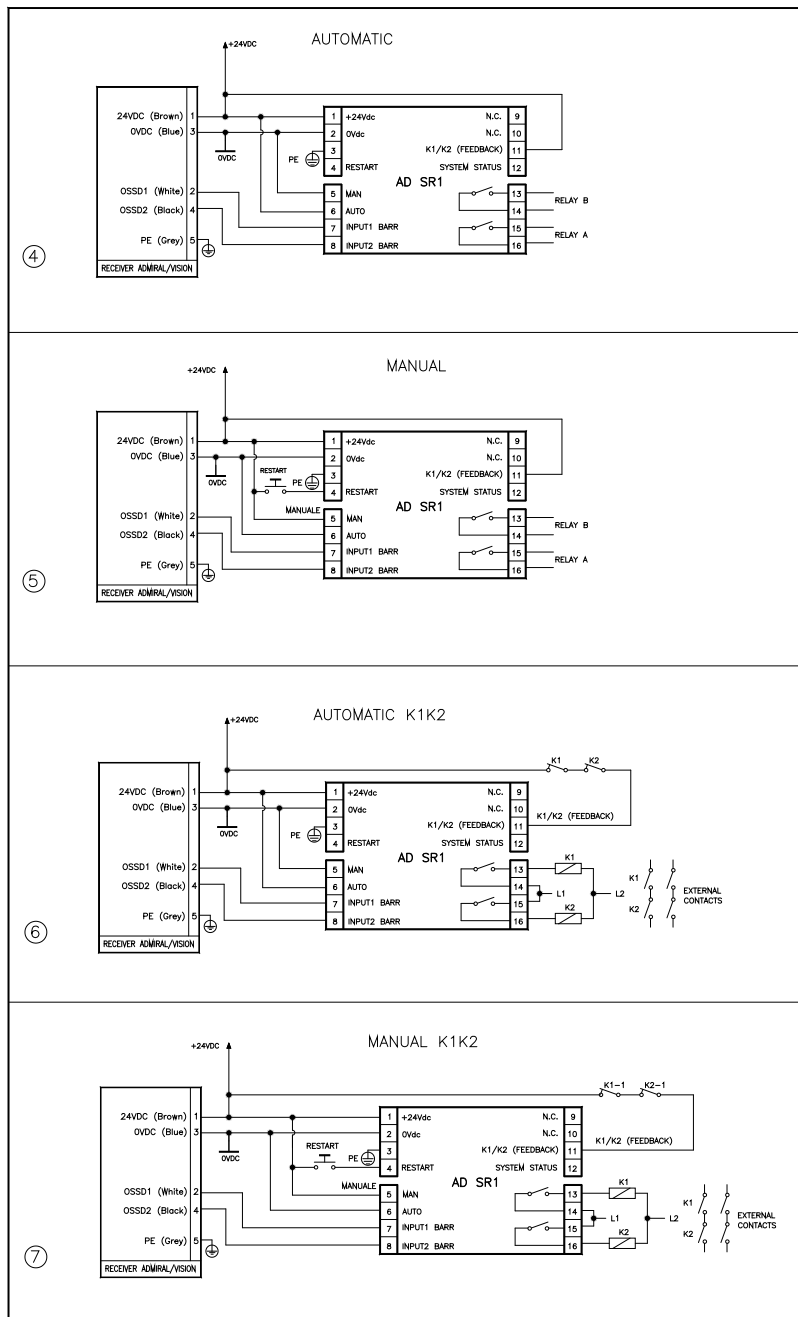 AUTOMATIC
+24VDC
24VDC (Brown) 1
0VDC (Blue) 3
0VDC
OSSD1 (White) 2
OSSD2 (Black) 4
PE (Grey) 5
RECEIVER ADMIRAL/VISION
PE
1 +24Vdc
2 0Vdc
3
4 RESTART
5 MAN
6 AUTO
7 INPUT1 BARR
8 INPUT2 BARR
AD SR1
N.C. 9
N.C. 10
K1/K2 (FEEDBACK) 11
SYSTEM STATUS 12
13
14
RELAY B
15
16
RELAY A
4
MANUAL
+24VDC
24VDC (Brown) 1
0VDC (Blue) 3
0VDC
OSSD1 (White) 2
OSSD2 (Black) 4
PE (Grey) 5
RECEIVER ADMIRAL/VISION
RESTART
PE
MANUALE
1 +24Vdc
2 0Vdc
3
4 RESTART
5 MAN
6 AUTO
7 INPUT1 BARR
8 INPUT2 BARR
AD SR1
N.C. 9
N.C. 10
K1/K2 (FEEDBACK) 11
SYSTEM STATUS 12
13
14
RELAY B
15
16
RELAY A
5
AUTOMATIC K1K2
+24VDC
24VDC (Brown) 1
0VDC (Blue) 3
0VDC
OSSD1 (White) 2
OSSD2 (Black) 4
PE (Grey) 5
RECEIVER ADMIRAL/VISION
PE
1 +24Vdc
2 0Vdc
3
4 RESTART
5 MAN
6 AUTO
7 INPUT1 BARR
8 INPUT2 BARR
AD SR1
N.C. 9
N.C. 10
K1/K2 (FEEDBACK) 11
SYSTEM STATUS 12
13
14
15
16
K1 K2
K1/K2 (FEEDBACK)
K1
L1
L2
K2
K1
K2
EXTERNAL
CONTACTS
6
MANUAL K1K2
+24VDC
24VDC (Brown) 1
0VDC (Blue) 3
0VDC
OSSD1 (White) 2
OSSD2 (Black) 4
PE (Grey) 5
RECEIVER ADMIRAL/VISION
RESTART
PE
MANUALE
1 +24Vdc
2 0Vdc
3
4 RESTART
5 MAN
6 AUTO
7 INPUT1 BARR
8 INPUT2 BARR
AD SR1
N.C. 9
N.C. 10
K1/K2 (FEEDBACK) 11
SYSTEM STATUS 12
13
14
15
16
K1-1 K2-1
K1/K2 (FEEDBACK)
K1
L1
L2
K2
K1
K2
EXTERNAL
CONTACTS
7